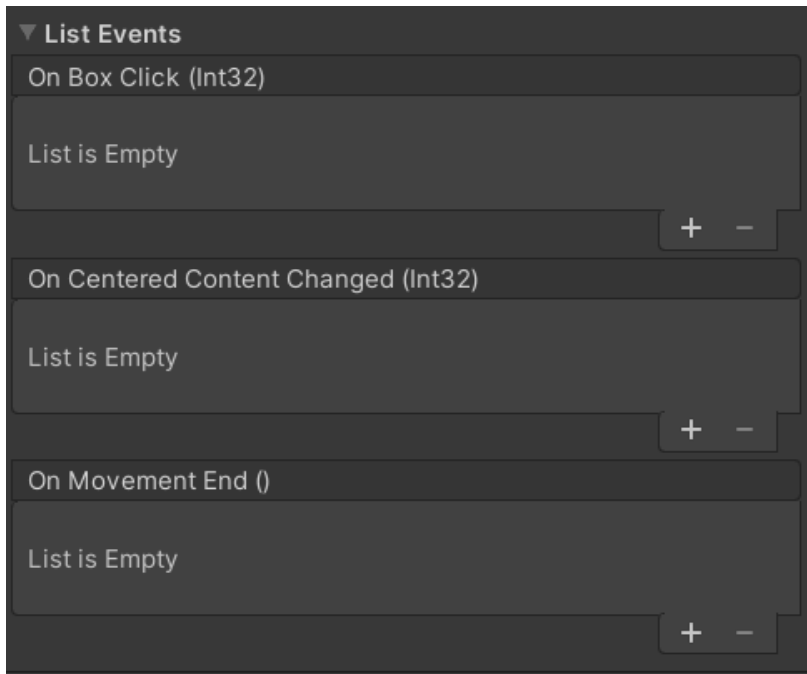 List Events
On Box Click (Int32)
List is Empty
+ −
On Centered Content Changed (Int32)
List is Empty
+ −
On Movement End ()
List is Empty
+ −